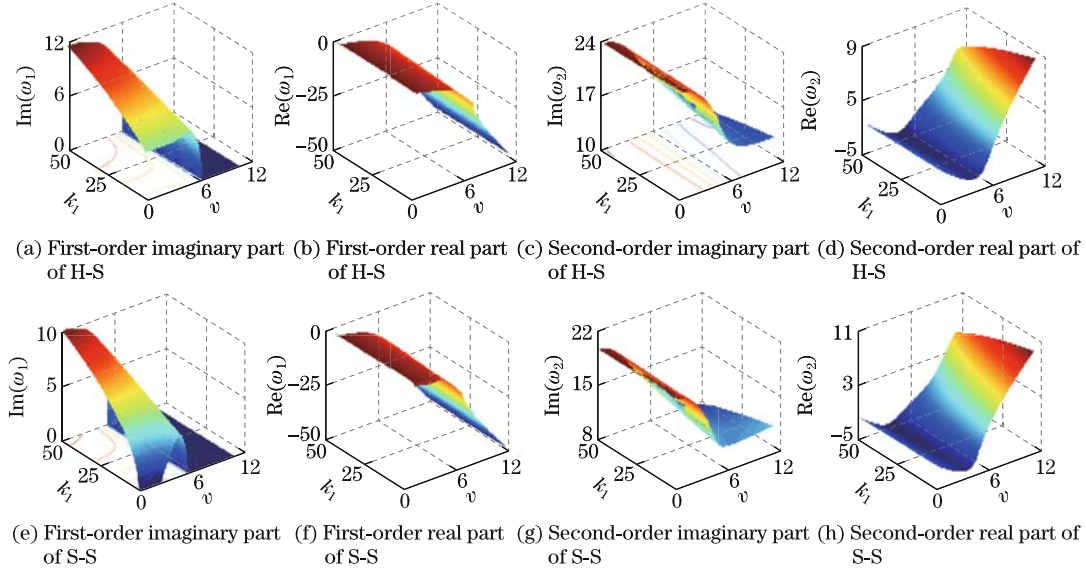 12
6
0
50
25
0
6
12
Im(ω₁)
k₁
v
0
−25
−50
50
25
0
6
12
Re(ω₁)
k₁
v
24
17
10
50
25
0
6
12
Im(ω₂)
k₁
v
9
5
−5
50
25
0
6
12
Re(ω₂)
k₁
v
(a) First-order imaginary part
of H-S
(b) First-order real part
of H-S
(c) Second-order imaginary part
of H-S
(d) Second-order real part of
H-S
10
5
0
50
25
0
6
12
Im(ω₁)
k₁
v
0
−25
−50
50
25
0
6
12
Re(ω₁)
k₁
v
22
15
8
50
25
0
6
12
Im(ω₂)
k₁
v
11
3
−5
50
25
0
6
12
Re(ω₂)
k₁
v
(e) First-order imaginary part
of S-S
(f) First-order real part
of S-S
(g) Second-order imaginary part
of S-S
(h) Second-order real part of
S-S